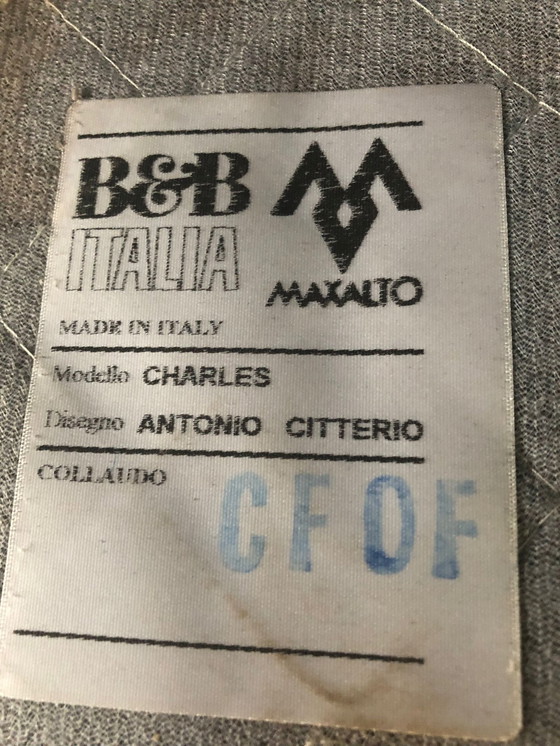 B&B
ITALIA
MAXALTO
MADE IN ITALY
Modello CHARLES
Disegno ANTONIO CITTERIO
COLLAUDO
CFOF